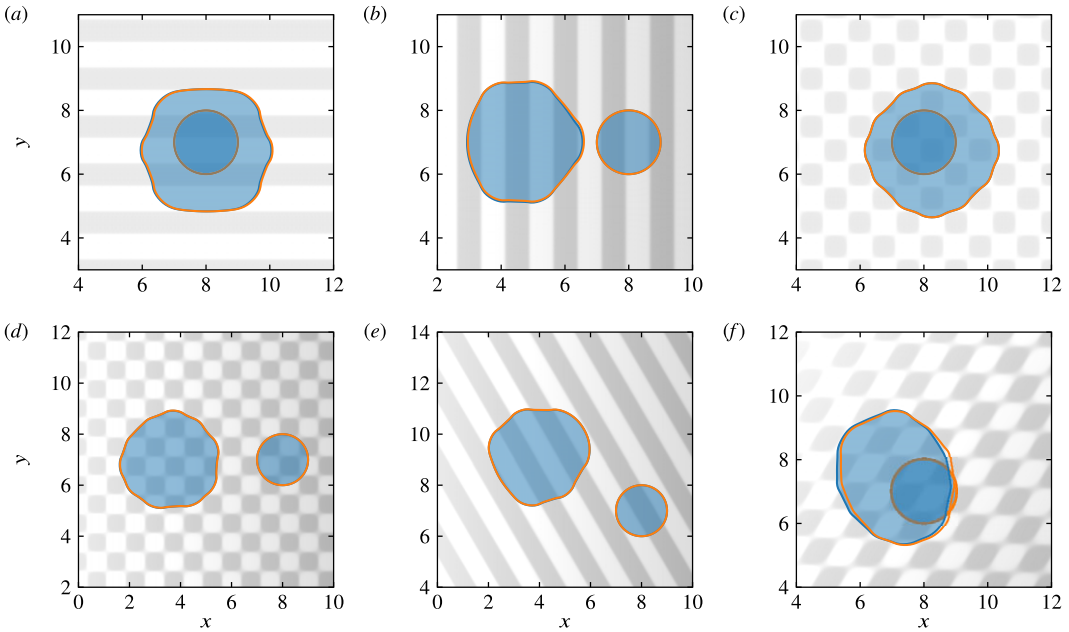 (a) (b) (c)
10 10 10
y 8 8 8
6 6 6
4 4 4
4 6 8 10 12 2 4 6 8 10 4 6 8 10 12
(d) 12 (e) 14 (f) 12
10 12 10
y 8 10 8
6 8 6
4 6 4
2 4
0 2 4 6 8 10 0 2 4 6 8 10 4 6 8 10 12
x x x